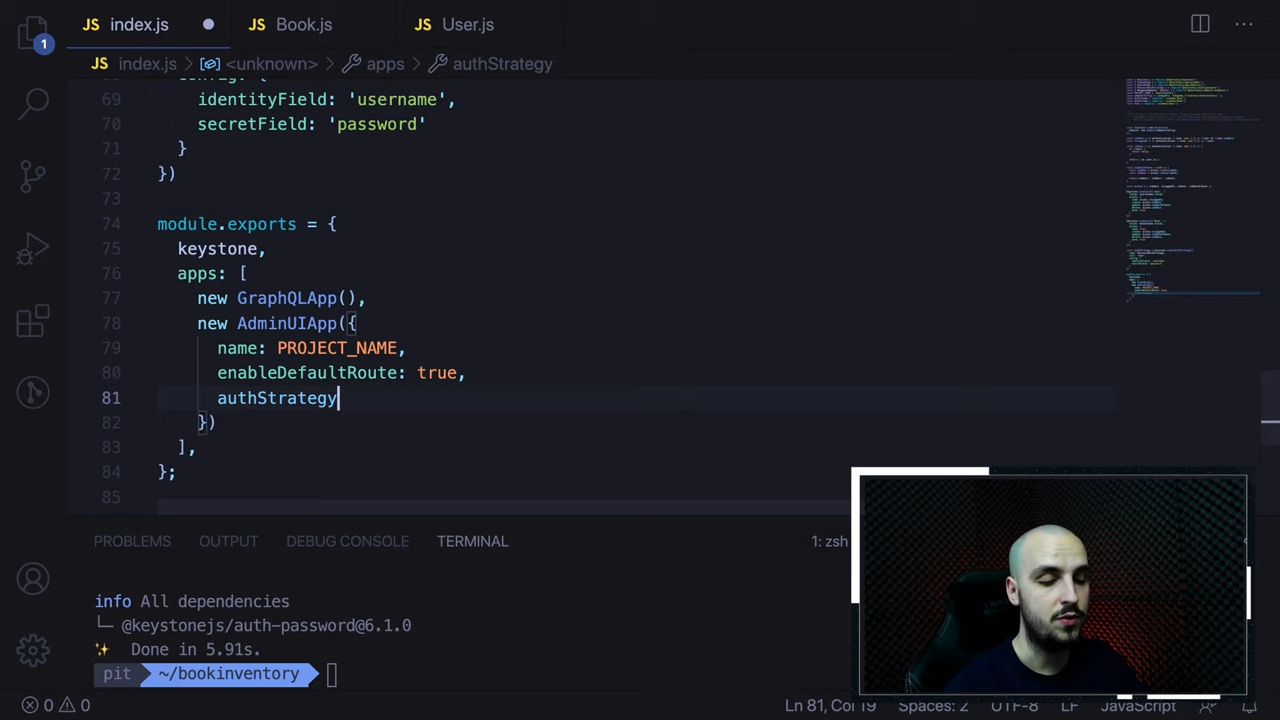 JS index.js
JS Book.js
JS User.js
1
JS index.js > <unknown> > apps > authStrategy
69 identityField: 'username',
70 secretField: 'password'
71 }
72 })
73
74 module.exports = {
75 keystone,
76 apps: [
77 new GraphQLApp(),
78 new AdminUIApp({
79 name: PROJECT_NAME,
80 enableDefaultRoute: true,
81 authStrategy
82 })
83 ],
84 };
85
PROBLEMS OUTPUT DEBUG CONSOLE TERMINAL 1: zsh
info All dependencies
└─ @keystonejs/auth-password@6.1.0
✨ Done in 5.91s.
pit ~/bookinventory
0 0 Ln 81, Col 19 Spaces: 2 UTF-8 LF JavaScript